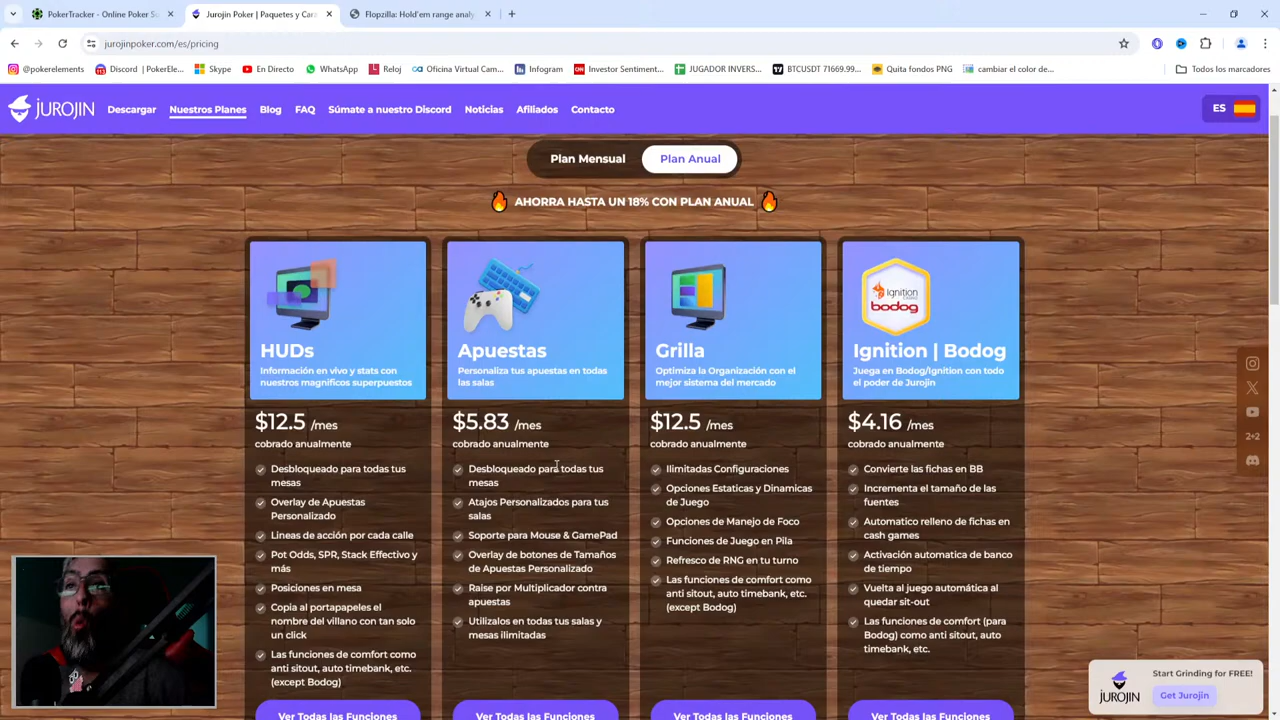 PokerTracker - Online Poker So
Jurojin Poker | Paquetes y Car
Flopzilla: Hold'em range analy
jurojinpoker.com/es/pricing
@pokerelements
Discord | PokerEle...
Skype
En Directo
WhatsApp
Reloj
Oficina Virtual Cam...
Infogram
Investor Sentiment...
JUGADOR INVERS...
BTCUSDT 71669.99...
Quita fondos PNG
cambiar el color de...
Todos los marcadores
JUROJIN
Descargar
Nuestros Planes
Blog
FAQ
Súmate a nuestro Discord
Noticias
Afiliados
Contacto
ES
Plan Mensual
Plan Anual
AHORRA HASTA UN 18% CON PLAN ANUAL
HUDs
Información en vivo y stats con
nuestros magnificos superpuestos
$12.5 /mes
cobrado anualmente
Desbloqueado para todas tus
mesas
Overlay de Apuestas
Personalizado
Lineas de acción por cada calle
Pot Odds, SPR, Stack Effectivo y
más
Posiciones en mesa
Copia al portapapeles el
nombre del villano con tan solo
un click
Las funciones de comfort como
anti sitout, auto timebank, etc.
(except Bodog)
Ver Todas las Funciones
Apuestas
Personaliza tus apuestas en todas
las salas
$5.83 /mes
cobrado anualmente
Desbloqueado para todas tus
mesas
Atajos Personalizados para tus
salas
Soporte para Mouse & GamePad
Overlay de botones de Tamaños
de Apuestas Personalizado
Raise por Multiplicador contra
apuestas
Utilizalos en todas tus salas y
mesas ilimitadas
Ver Todas las Funciones
Grilla
Optimiza la Organización con el
mejor sistema del mercado
$12.5 /mes
cobrado anualmente
Ilimitadas Configuraciones
Opciones Estaticas y Dinamicas
de Juego
Opciones de Manejo de Foco
Funciones de Juego en Pila
Refresco de RNG en tu turno
Las funciones de comfort como
anti sitout, auto timebank, etc.
(except Bodog)
Ver Todas las Funciones
Ignition
CASINO
bodog
Ignition | Bodog
Juega en Bodog/Ignition con todo
el poder de Jurojin
$4.16 /mes
cobrado anualmente
Convierte las fichas en BB
Incrementa el tamaño de las
fuentes
Automatico relleno de fichas en
cash games
Activación automatica de banco
de tiempo
Vuelta al juego automática al
quedar sit-out
Las funciones de comfort (para
Bodog) como anti sitout, auto
timebank, etc.
Ver Todas las Funciones
2+2
JUROJIN
Start Grinding for FREE!
Get Jurojin